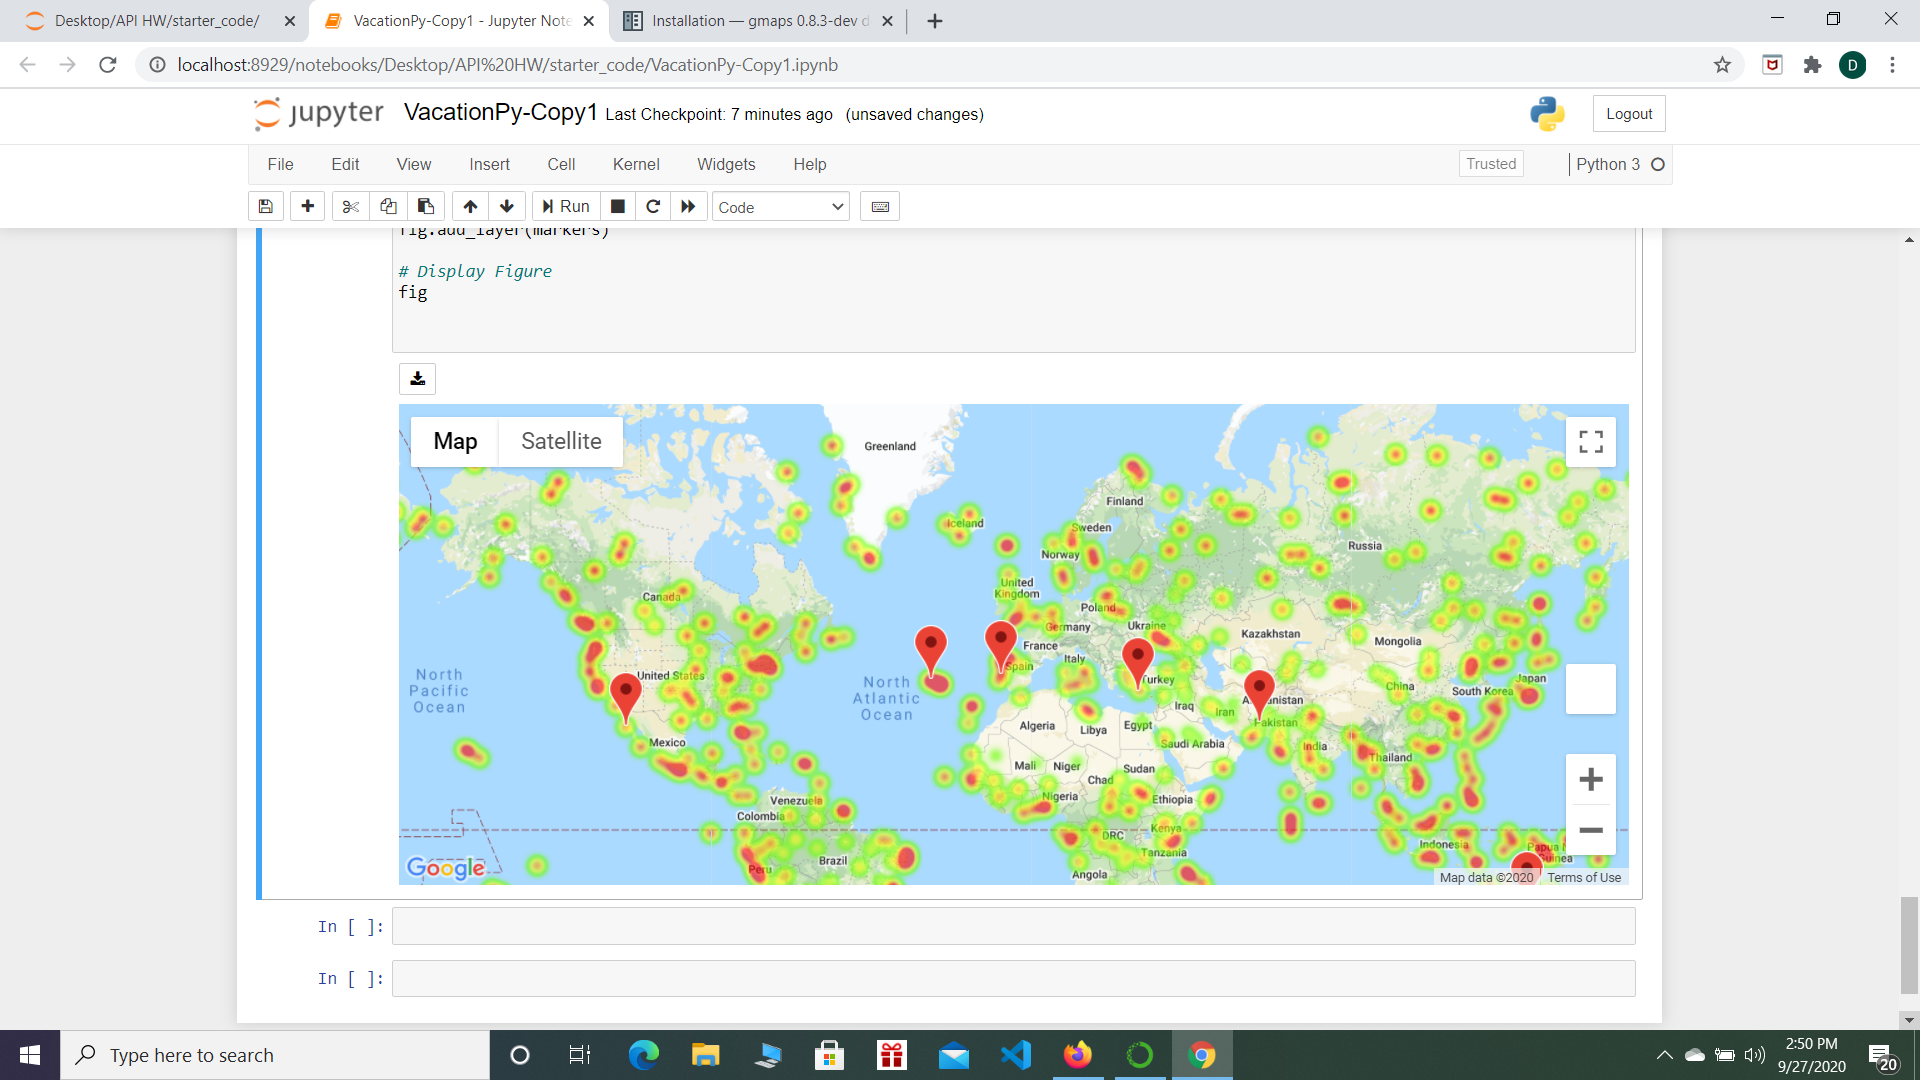 Desktop/API HW/starter_code/
VacationPy-Copy1 - Jupyter Note
Installation — gmaps 0.8.3-dev d
localhost:8929/notebooks/Desktop/API%20HW/starter_code/VacationPy-Copy1.ipynb
D
jupyter VacationPy-Copy1 Last Checkpoint: 7 minutes ago (unsaved changes)
Logout
File Edit View Insert Cell Kernel Widgets Help
Trusted
Python 3
Run
Code
fig.add_layer(markers)
# Display Figure
fig
Map Satellite
Greenland
Finland
Iceland
Sweden
Norway
Russia
United
Kingdom
Canada
Poland
Germany
Ukraine
Kazakhstan
Mongolia
France
Italy
Spain
United States
Turkey
China
South Korea
Japan
North
Pacific
Ocean
North
Atlantic
Ocean
Iraq
Iran
Pakistan
Algeria
Libya
Egypt
Saudi Arabia
India
Mexico
Mali
Niger
Sudan
Chad
Thailand
Nigeria
Ethiopia
Venezuela
Colombia
DRC
Kenya
Indonesia
Papua New
Guinea
Tanzania
Brazil
Peru
Angola
Google
Map data ©2020
Terms of Use
In [ ]:
In [ ]:
Type here to search
2:50 PM
9/27/2020
20